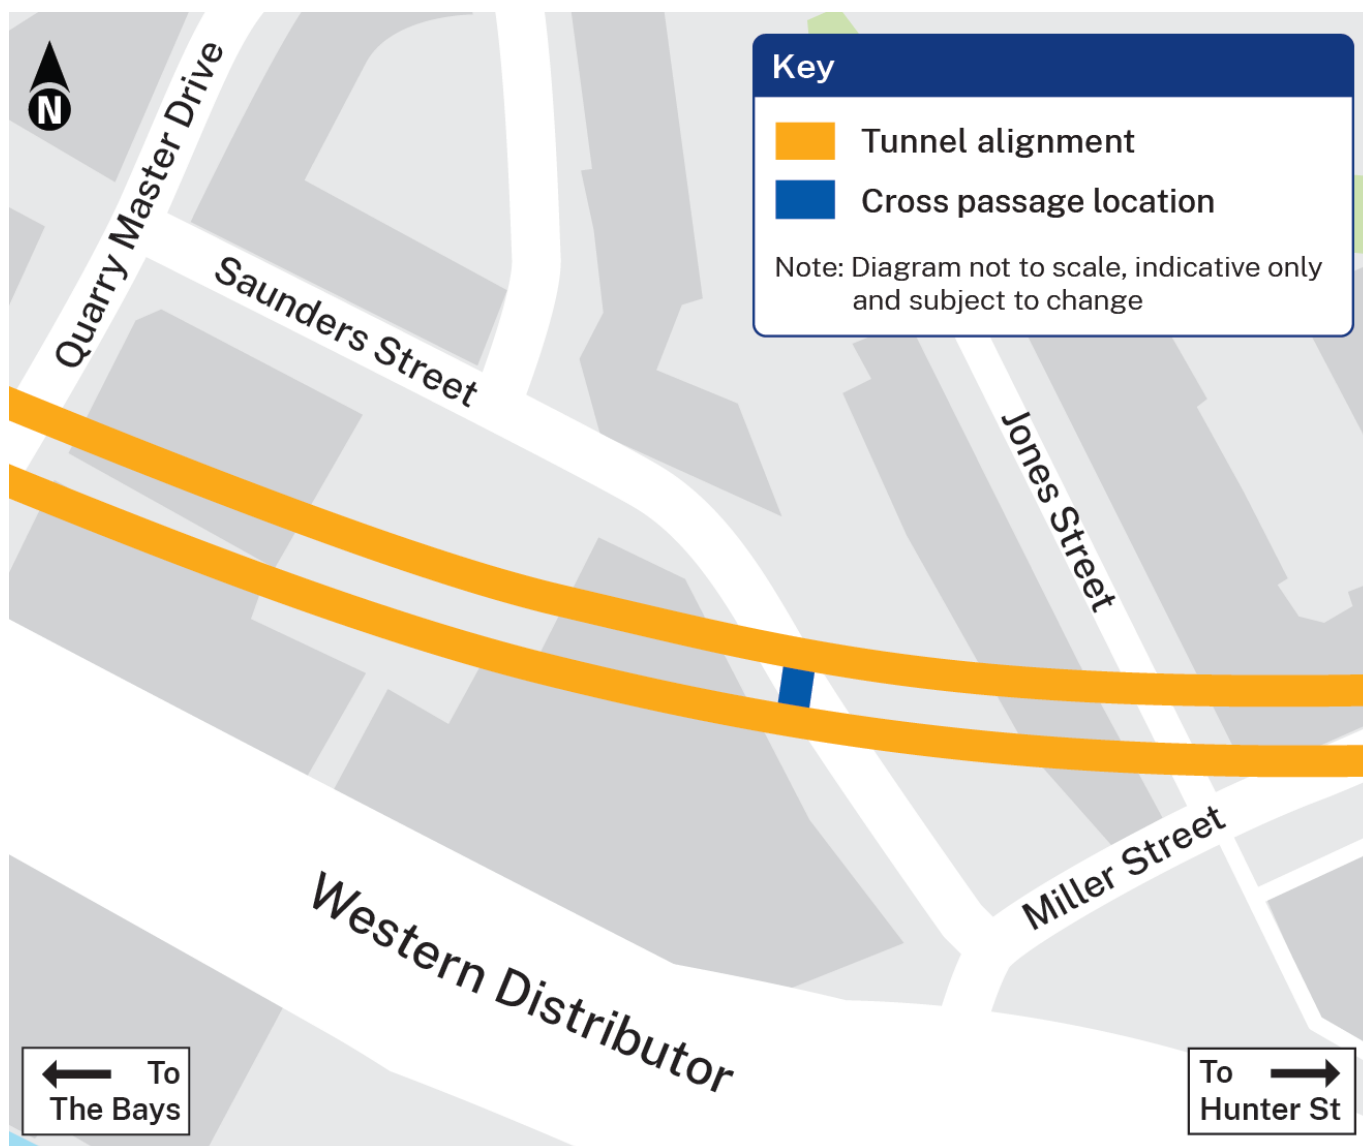 N
Quarry Master Drive
Saunders Street
Key
Tunnel alignment
Cross passage location
Note: Diagram not to scale, indicative only
and subject to change
Jones Street
Miller Street
Western Distributor
To
The Bays
To
Hunter St